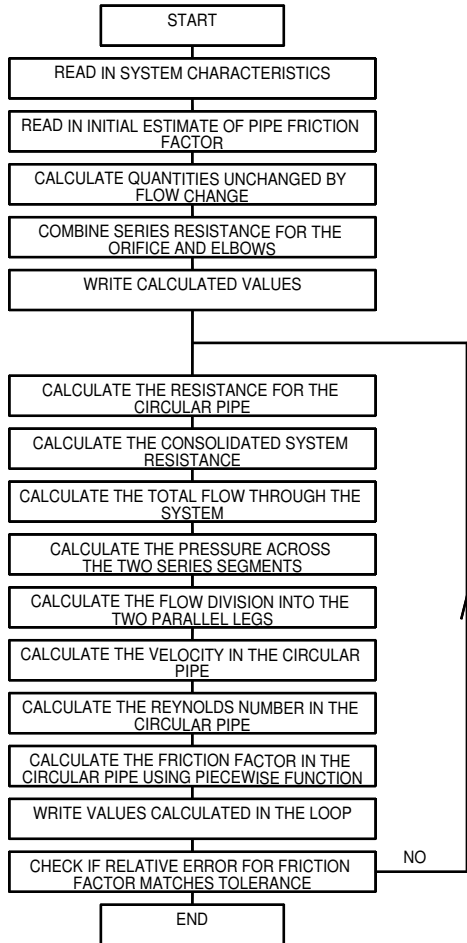 START
READ IN SYSTEM CHARACTERISTICS
READ IN INITIAL ESTIMATE OF PIPE FRICTION
FACTOR
CALCULATE QUANTITIES UNCHANGED BY
FLOW CHANGE
COMBINE SERIES RESISTANCE FOR THE
ORIFICE AND ELBOWS
WRITE CALCULATED VALUES
CALCULATE THE RESISTANCE FOR THE
CIRCULAR PIPE
CALCULATE THE CONSOLIDATED SYSTEM
RESISTANCE
CALCULATE THE TOTAL FLOW THROUGH THE
SYSTEM
CALCULATE THE PRESSURE ACROSS
THE TWO SERIES SEGMENTS
CALCULATE THE FLOW DIVISION INTO THE
TWO PARALLEL LEGS
CALCULATE THE VELOCITY IN THE CIRCULAR
PIPE
CALCULATE THE REYNOLDS NUMBER IN THE
CIRCULAR PIPE
CALCULATE THE FRICTION FACTOR IN THE
CIRCULAR PIPE USING PIECEWISE FUNCTION
WRITE VALUES CALCULATED IN THE LOOP
CHECK IF RELATIVE ERROR FOR FRICTION
FACTOR MATCHES TOLERANCE
NO
END